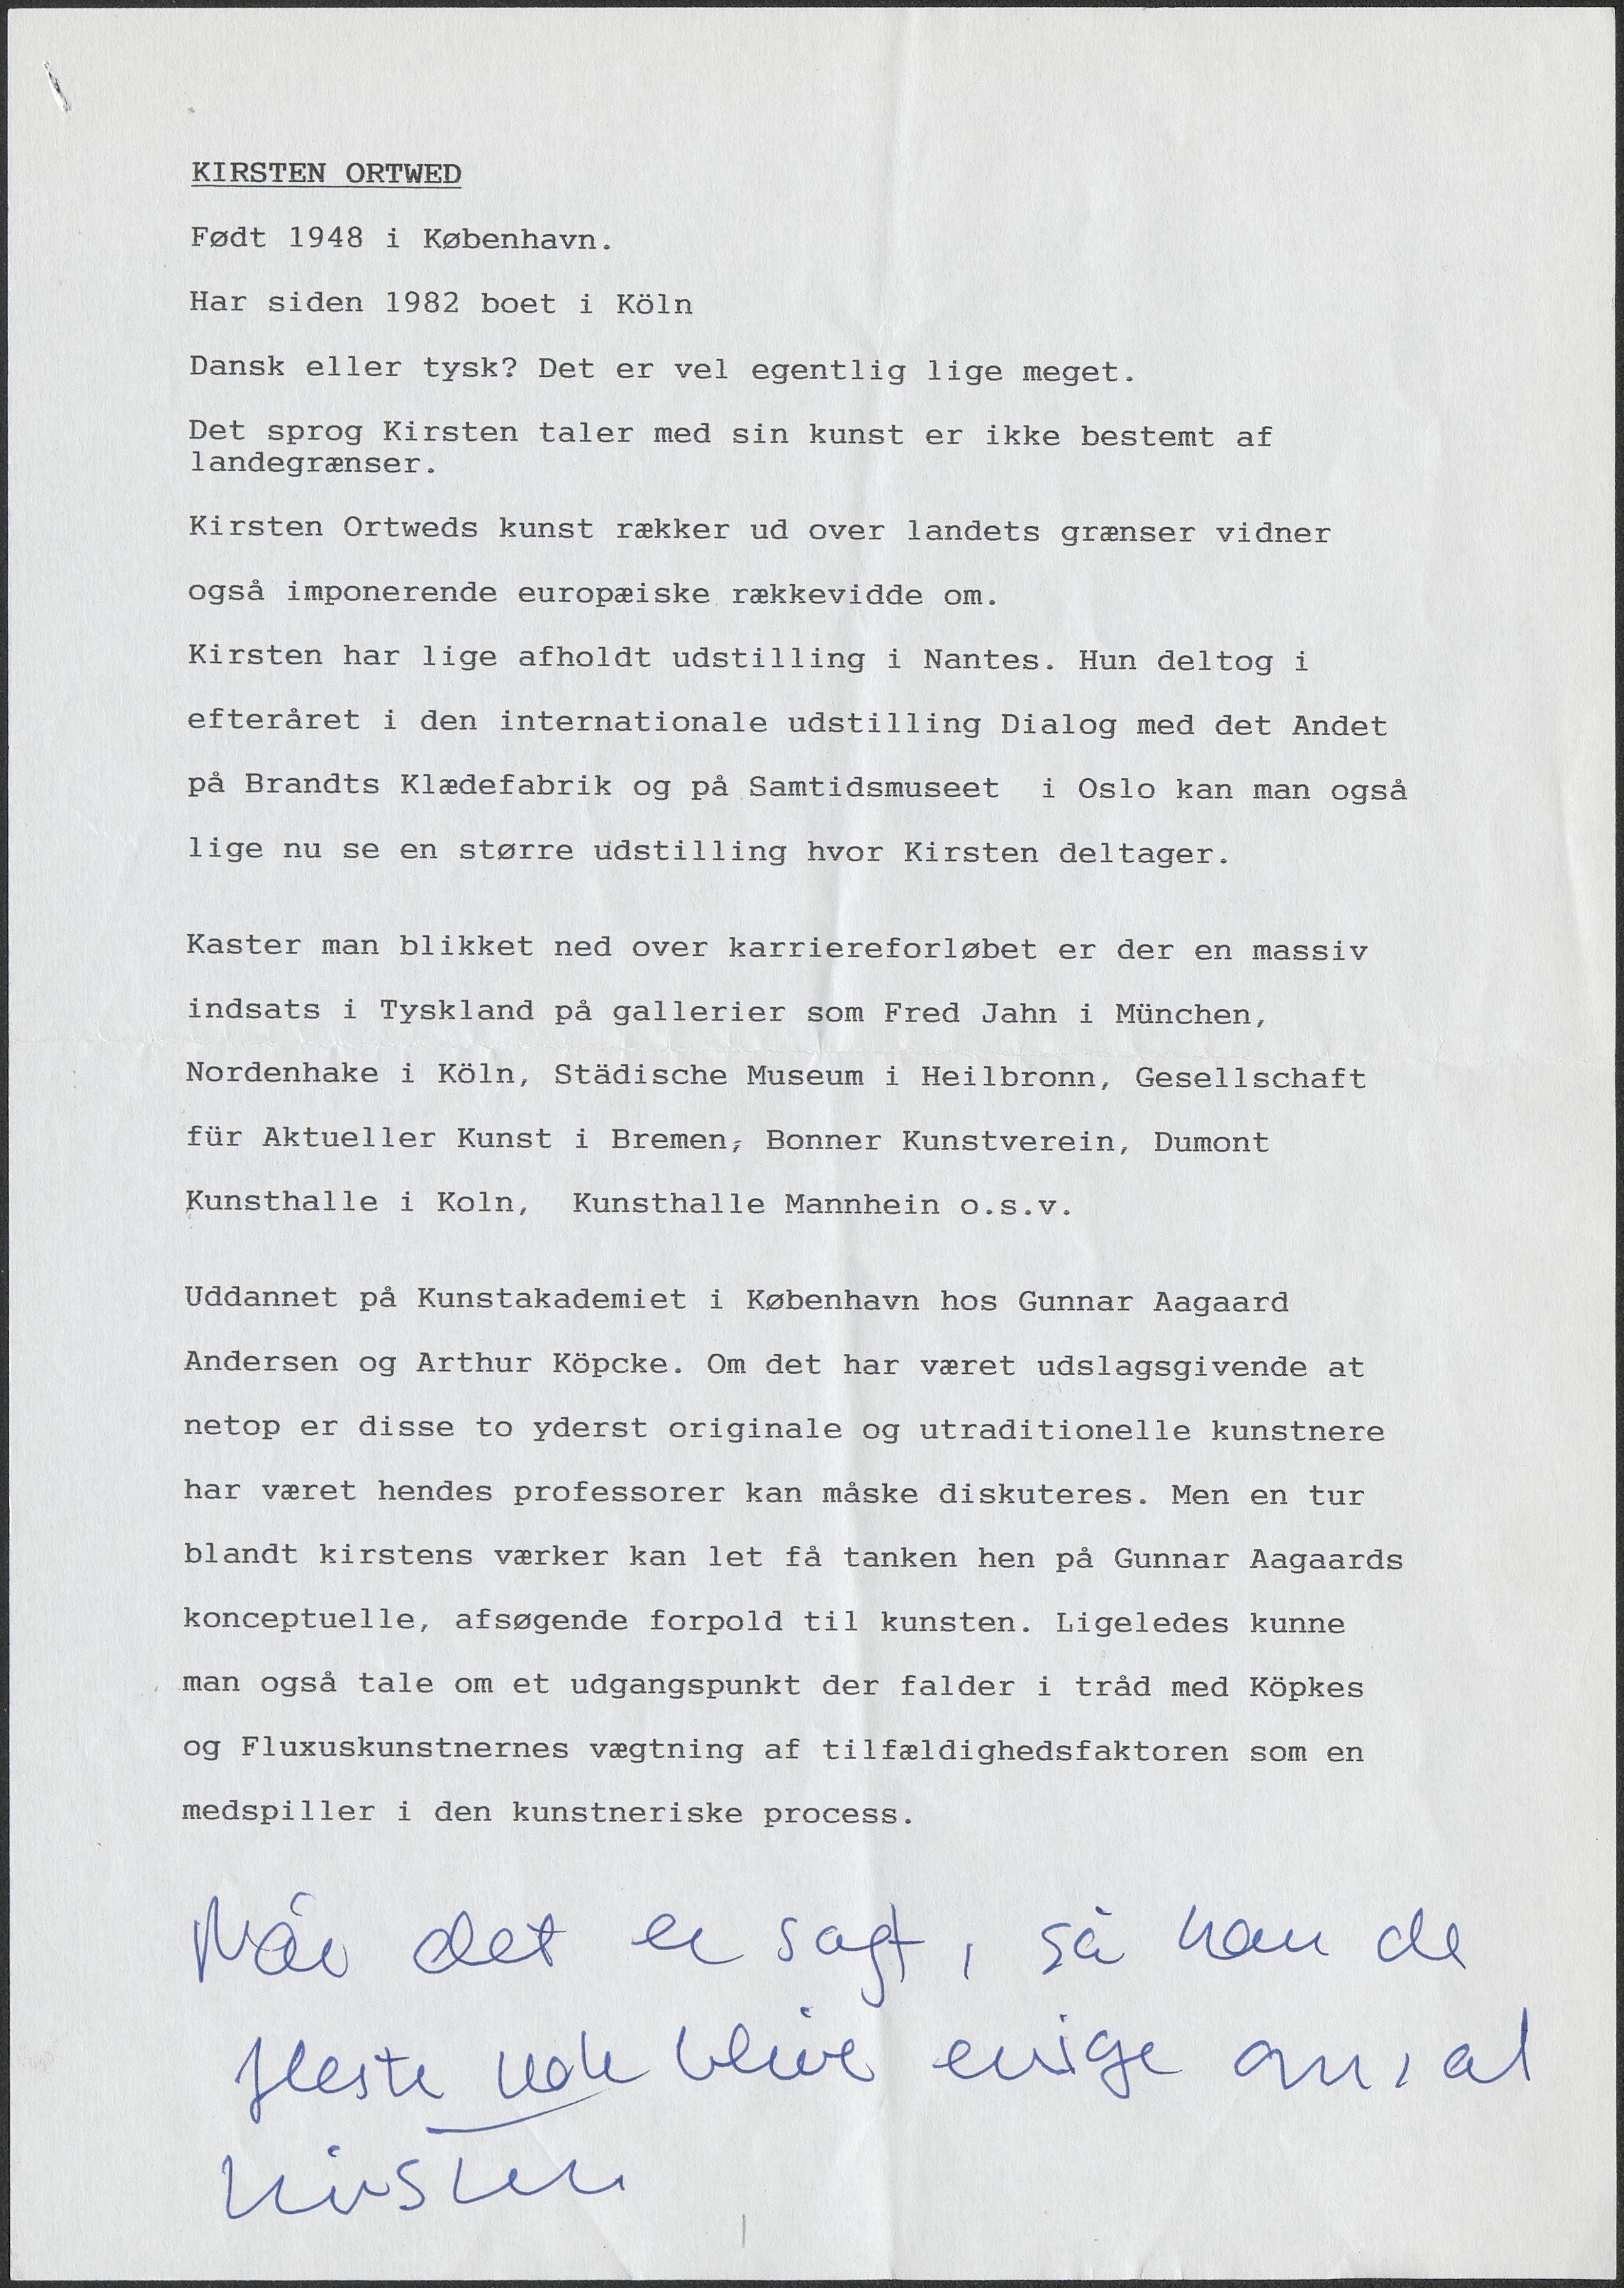 KIRSTEN ORTWED
Født 1948 i København.
Har siden 1982 boet i Köln
Dansk eller tysk? Det er vel egentlig lige meget.
Det sprog Kirsten taler med sin kunst er ikke bestemt af
landegrænser.
Kirsten Ortweds kunst rækker ud over landets grænser vidner
også imponerende europæiske rækkevidde om.
Kirsten har lige afholdt udstilling i Nantes. Hun deltog i
efteråret i den internationale udstilling Dialog med det Andet
på Brandts Klædefabrik og på Samtidsmuseet i Oslo kan man også
lige nu se en større udstilling hvor Kirsten deltager.
Kaster man blikket ned over karriereforløbet er der en massiv
indsats i Tyskland på gallerier som Fred Jahn i München,
Nordenhake i Köln, Städische Museum i Heilbronn, Gesellschaft
für Aktueller Kunst i Bremen, Bonner Kunstverein, Dumont
Kunsthalle i Koln, Kunsthalle Mannhein o.s.v.
Uddannet på Kunstakademiet i København hos Gunnar Aagaard
Andersen og Arthur Köpcke. Om det har været udslagsgivende at
netop er disse to yderst originale og utraditionelle kunstnere
har været hendes professorer kan måske diskuteres. Men en tur
blandt kirstens værker kan let få tanken hen på Gunnar Aagaards
konceptuelle, afsøgende forpold til kunsten. Ligeledes kunne
man også tale om et udgangspunkt der falder i tråd med Köpkes
og Fluxuskunstnernes vægtning af tilfældighedsfaktoren som en
medspiller i den kunstneriske process.
Når det er sagt, så kan de
fleste blive enige om, at
Kirsten